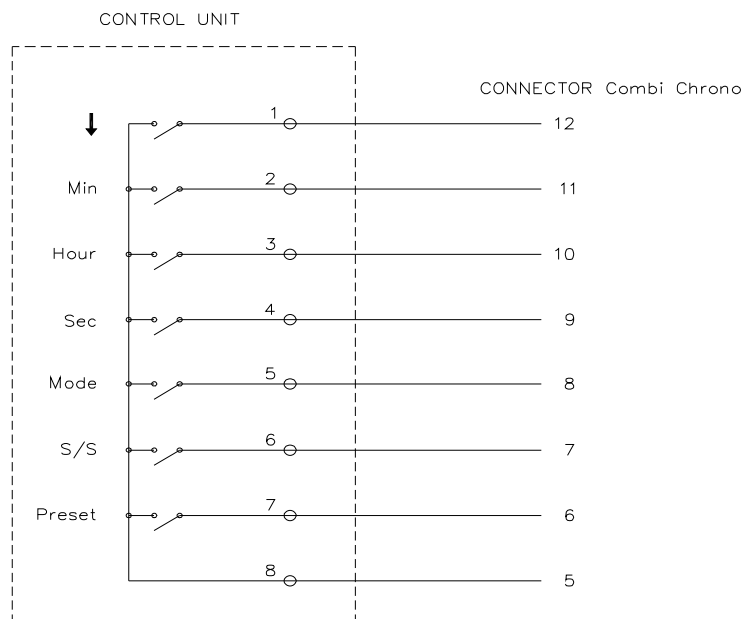 CONTROL UNIT
CONNECTOR Combi Chrono
1 12
Min 2 11
Hour 3 10
Sec 4 9
Mode 5 8
S/S 6 7
Preset 7 6
8 5